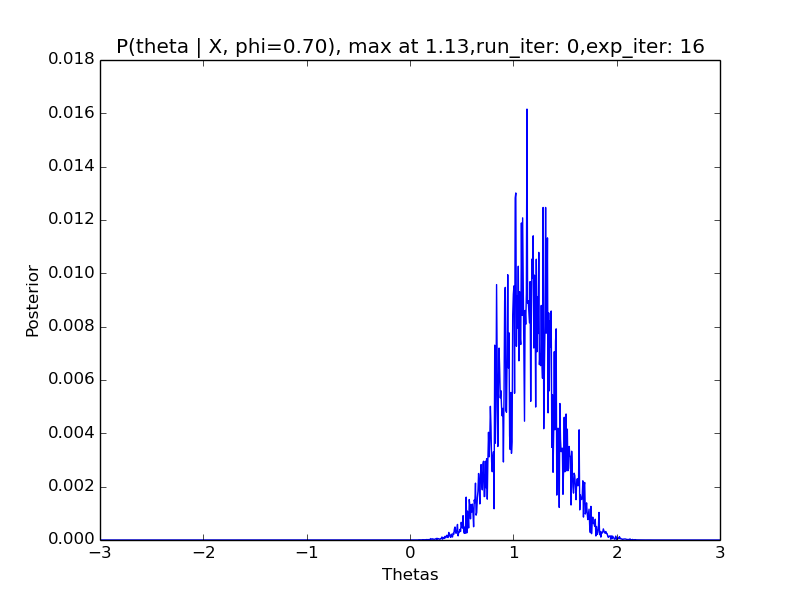 P(theta | X, phi=0.70), max at 1.13,run_iter: 0,exp_iter: 16
0.018
0.016
0.014
0.012
0.010
0.008
0.006
0.004
0.002
0.000
Posterior
−3 −2 −1 0 1 2 3
Thetas